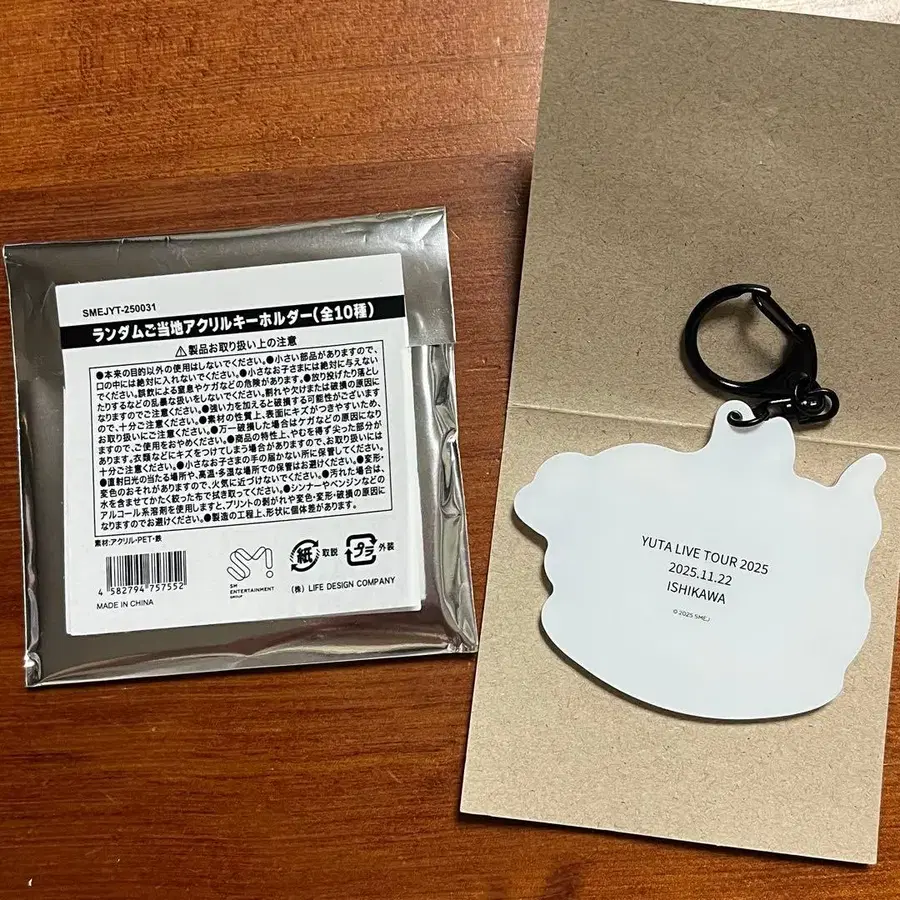 SMEJYT-250031
ランダムご当地アクリルキーホルダー(全10種)
⚠製品お取り扱い上の注意
●本来の目的以外の使用はしないでください。●小さい部品がありますので、
口の中には絶対に入れないでください。●小さなお子さまには絶対に与えない
でください。誤飲による窒息やケガなどの危険があります。●放り投げたり落とし
たりするなどの乱暴な扱いをしないでください。割れや欠けまたは破損の原因に
なりますのでご注意ください。●強い力を加えると破損する可能性がございます
ので、十分ご注意ください。●素材の性質上、表面にキズがつきやすいため、
お取り扱いにご注意ください。●万一破損した場合はケガなどの原因になり
ますので、ご使用をおやめください。●商品の特性上、やむを得ず尖った部分が
あります。衣類などにキズをつけてしまう場合がありますので、お取り扱いには
十分ご注意ください。●小さなお子さまの手の届かない所に保管してください。
●直射日光の当たる場所や、高温・多湿な場所での保管はお避けください。●変形・
変色のおそれがありますので、火気に近づけないでください。●汚れた場合は、
水を含ませてかたく絞った布で拭き取ってください。●シンナーやベンジンなどの
アルコール系溶剤を使用しますと、プリントの剥がれや変色・変形・破損の原因に
なりますのでお避けください。●製造の工程上、形状に個体差があります。
素材:アクリル・PET・鉄
4 582794 757552
MADE IN CHINA
SM
SM
ENTERTAINMENT
GROUP
紙 取説
プラ 外装
(株) LIFE DESIGN COMPANY
YUTA LIVE TOUR 2025
2025.11.22
ISHIKAWA
© 2025 SMEJ